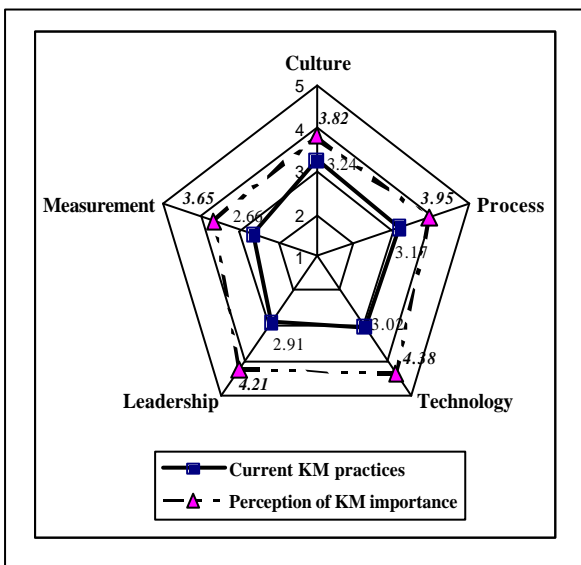 Culture
5
4
3.82
3.24
3
3.65
3.95
Measurement
2.66
Process
2
3.17
1
3.02
2.91
4.38
4.21
Leadership
Technology
Current KM practices
Perception of KM importance